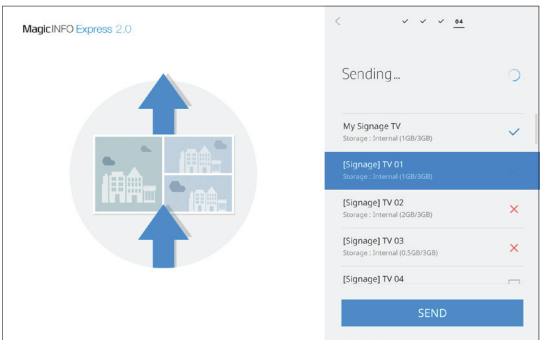 MagicINFO Express 2.0
04
Sending...
My Signage TV
Storage : Internal (1GB/3GB)
[Signage] TV 01
Storage : Internal (1GB/3GB)
[Signage] TV 02
Storage : Internal (2GB/3GB)
[Signage] TV 03
Storage : Internal (0.5GB/3GB)
[Signage] TV 04
SEND